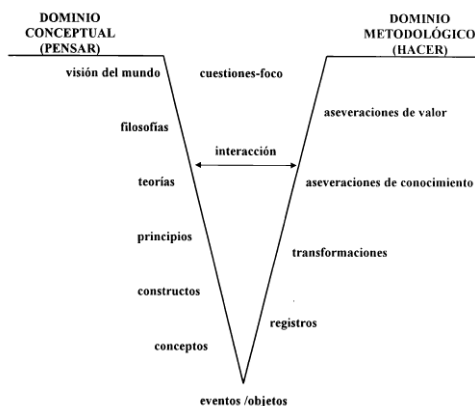 DOMINIO
CONCEPTUAL
(PENSAR)
DOMINIO
METODOLÓGICO
(HACER)
visión del mundo
cuestiones-foco
aseveraciones de valor
filosofías
interacción
teorías
aseveraciones de conocimiento
principios
transformaciones
constructos
registros
conceptos
eventos /objetos